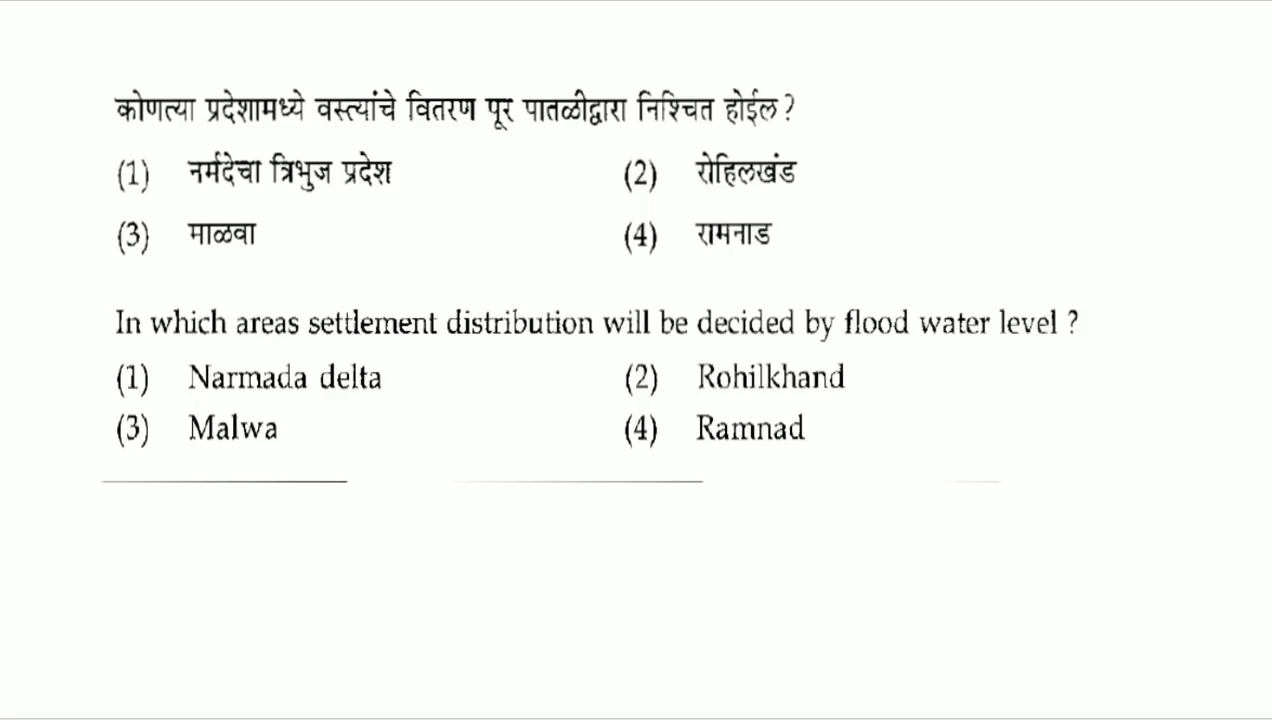 कोणत्या प्रदेशामध्ये वस्त्यांचे वितरण पूर पातळीद्वारा निश्चित होईल ?
(1) नर्मदेचा त्रिभुज प्रदेश (2) रोहिलखंड
(3) माळवा (4) रामनाड
In which areas settlement distribution will be decided by flood water level ?
(1) Narmada delta (2) Rohilkhand
(3) Malwa (4) Ramnad